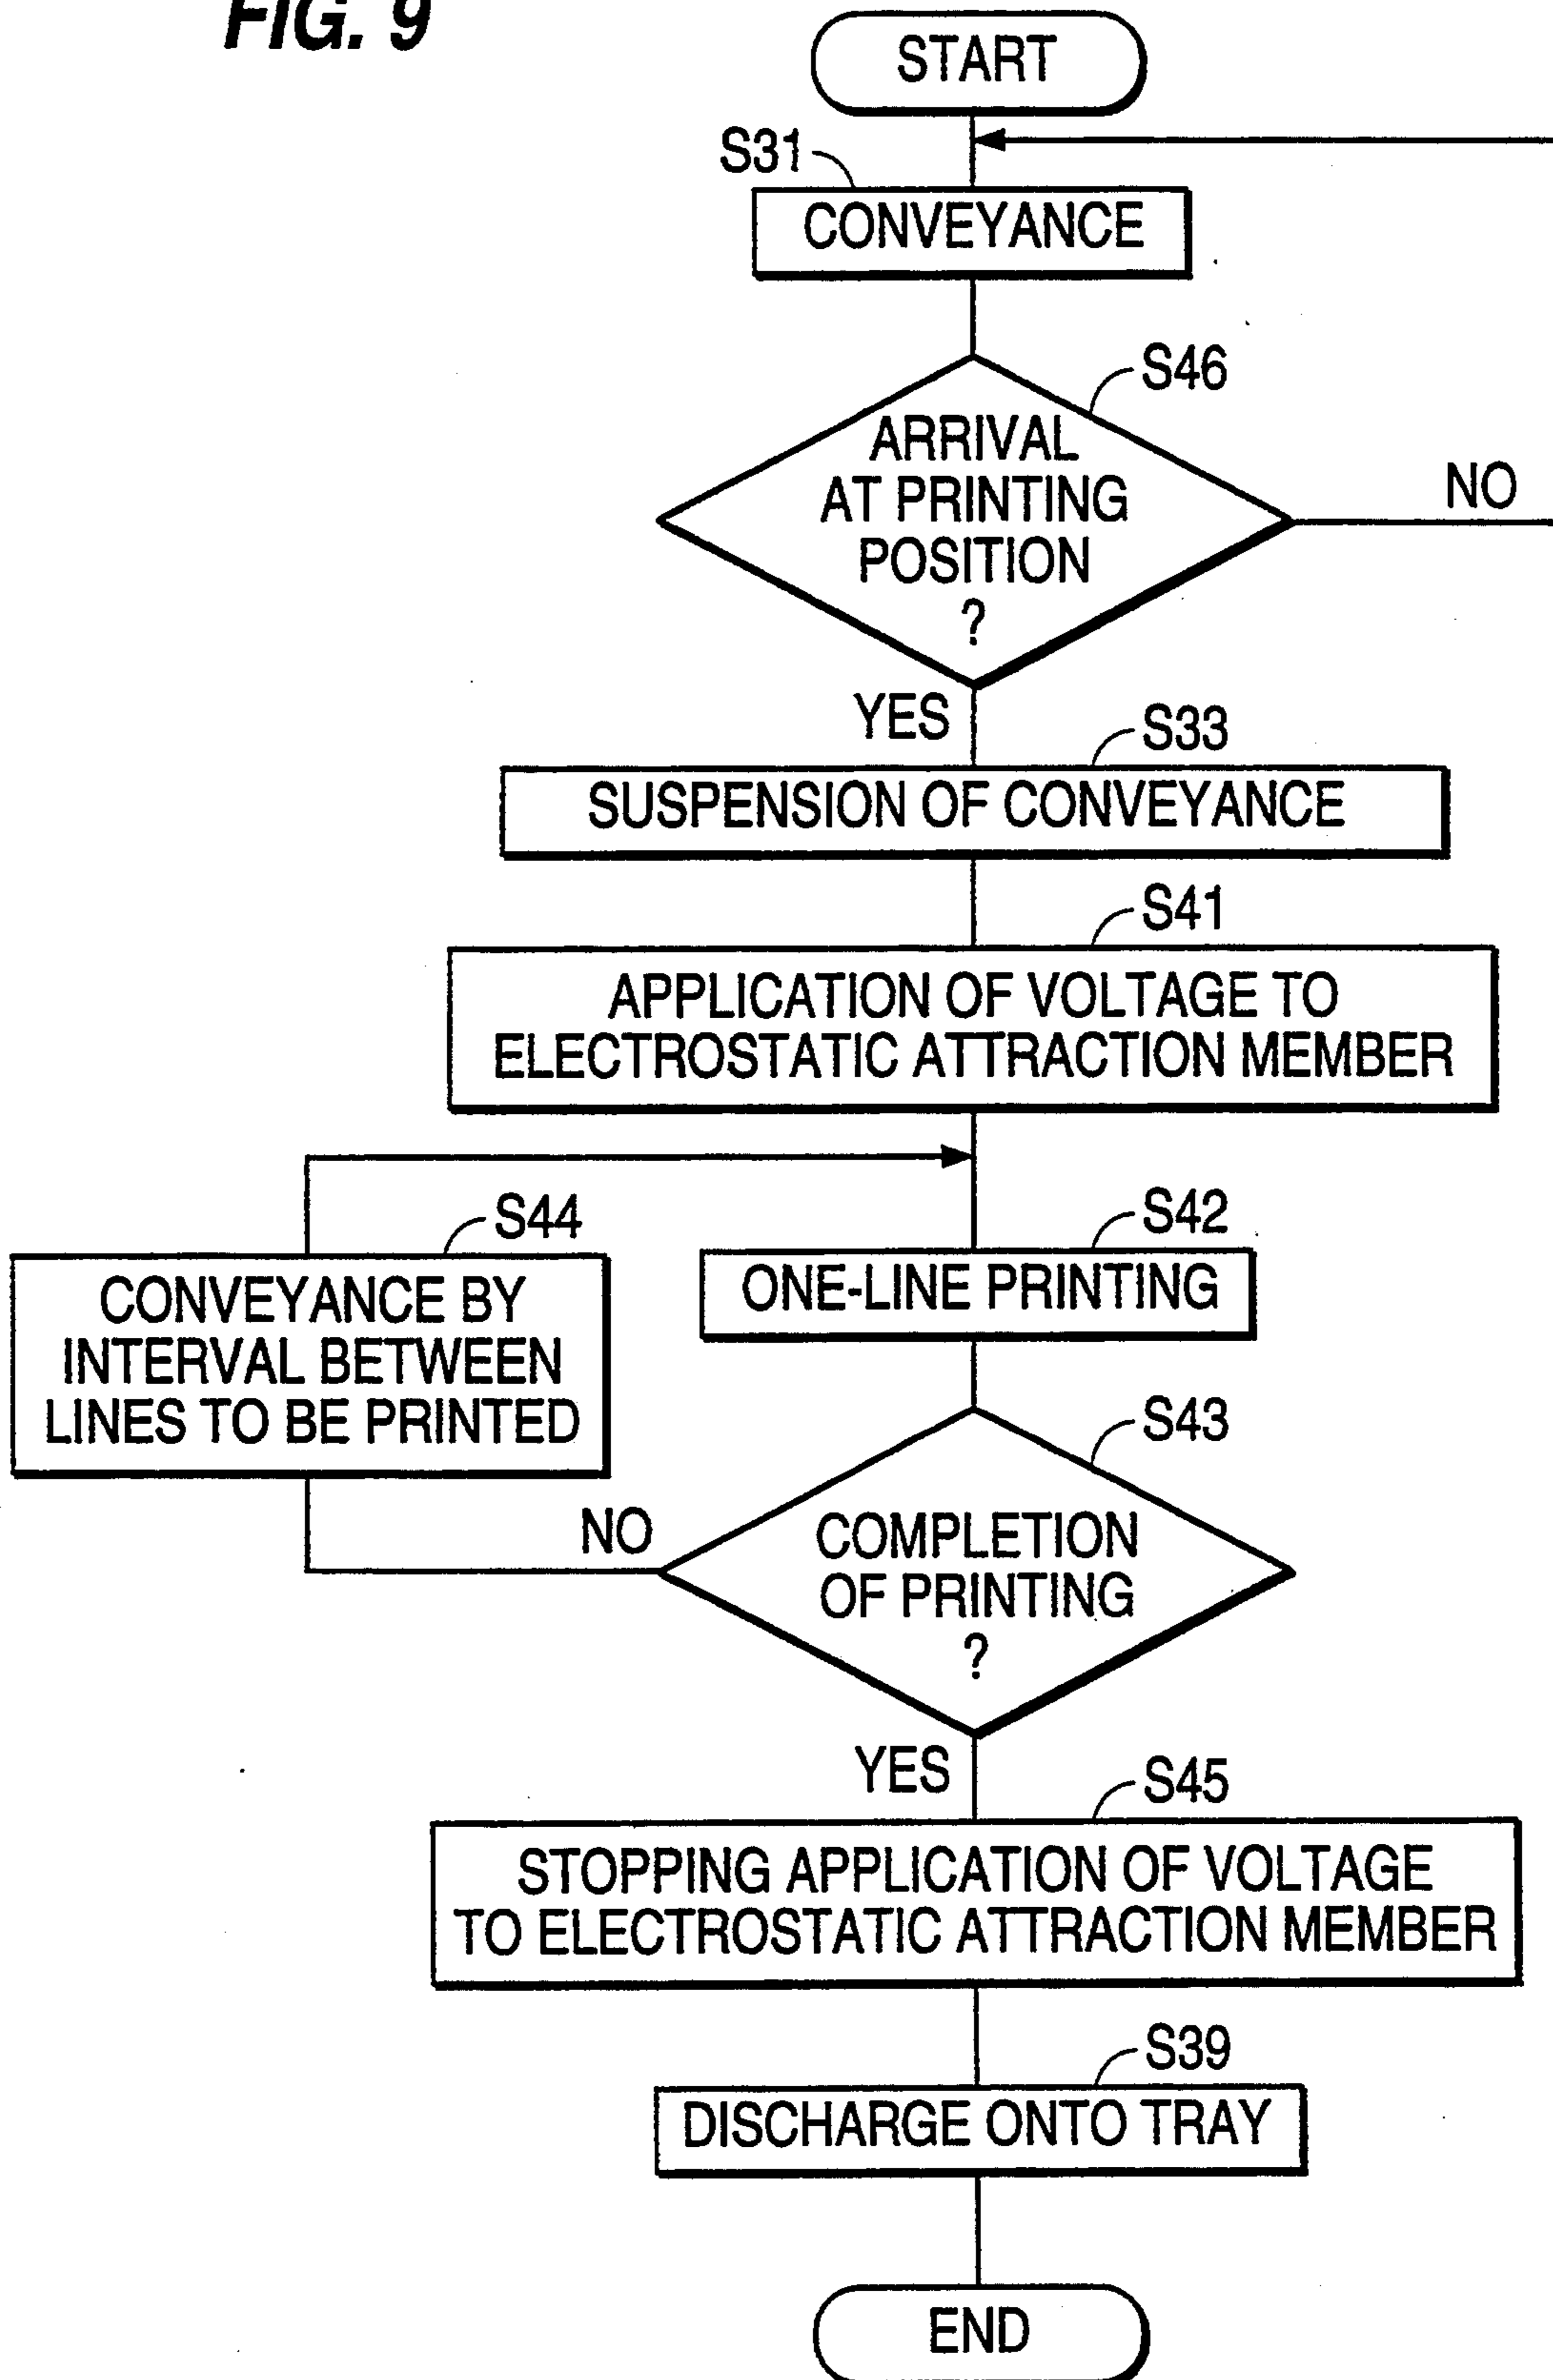 FIG. 9
START
S31
CONVEYANCE
S46
ARRIVAL
AT PRINTING
POSITION
?
NO
YES
S33
SUSPENSION OF CONVEYANCE
S41
APPLICATION OF VOLTAGE TO
ELECTROSTATIC ATTRACTION MEMBER
S44
CONVEYANCE BY
INTERVAL BETWEEN
LINES TO BE PRINTED
S42
ONE-LINE PRINTING
S43
NO
COMPLETION
OF PRINTING
?
YES
S45
STOPPING APPLICATION OF VOLTAGE
TO ELECTROSTATIC ATTRACTION MEMBER
S39
DISCHARGE ONTO TRAY
END